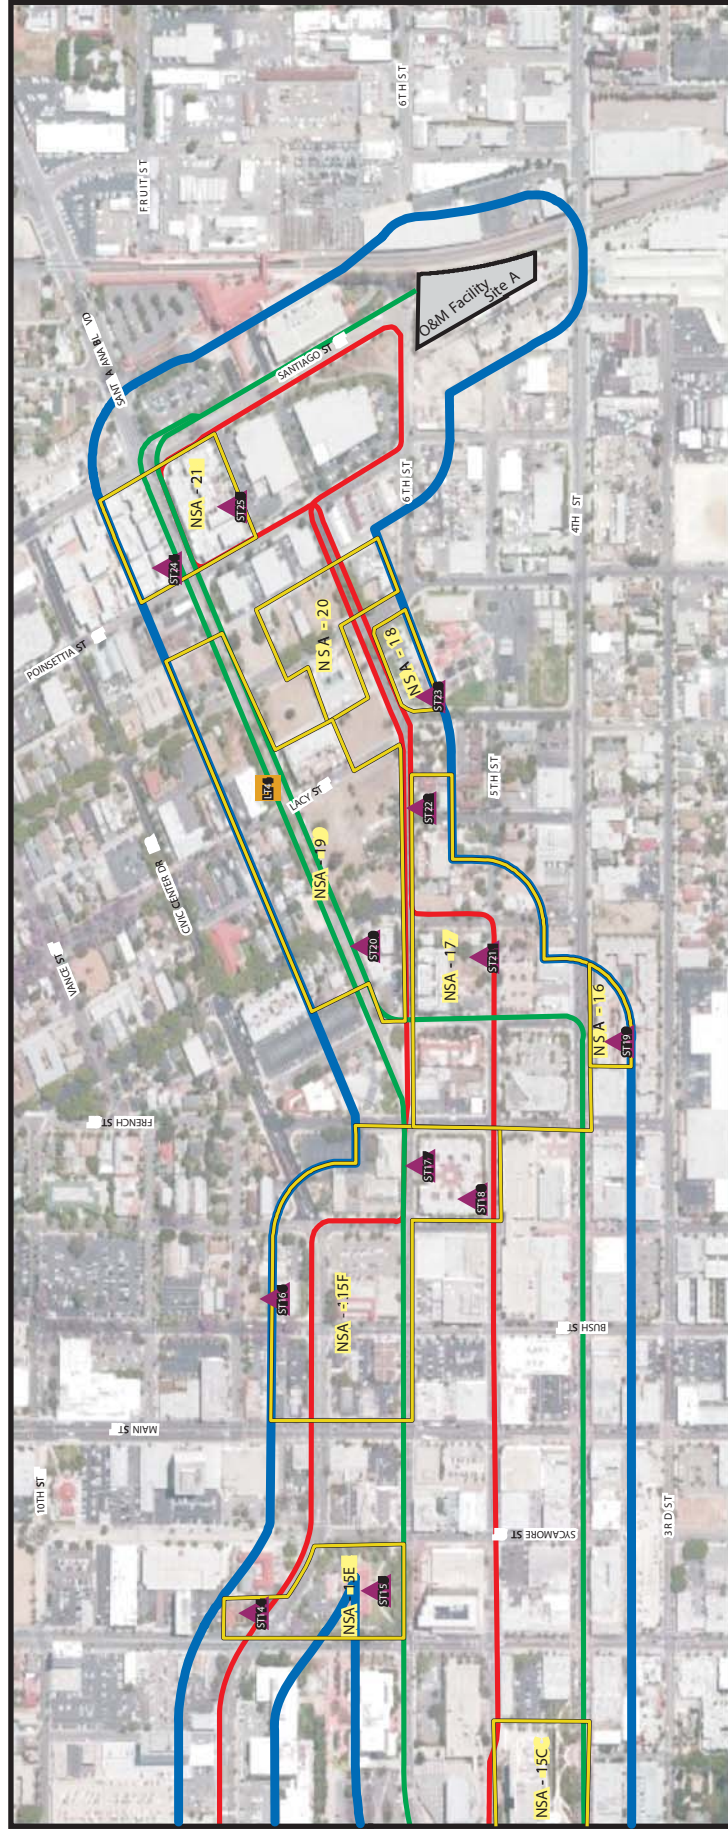 6TH ST
FRUIT ST
O&M Facility
Site A
SANT A ANA BL VD
SANTIAGO ST
6TH ST
NSA - 21
ST25
4TH ST
ST24
NSA - 20
POINSETTIA ST
NSA - 18
ST23
5TH ST
LACY ST
ST22
NSA - 19
CIVIC CENTER DR
VANCE ST
ST20
NSA - 17
ST21
NSA - 16
ST19
FRENCH ST
ST17
ST18
ST16
NSA - 15F
BUSH ST
MAIN ST
10TH ST
3RD ST
SYCAMORE ST
NSA - 15E
ST15
ST14
NSA - 15C